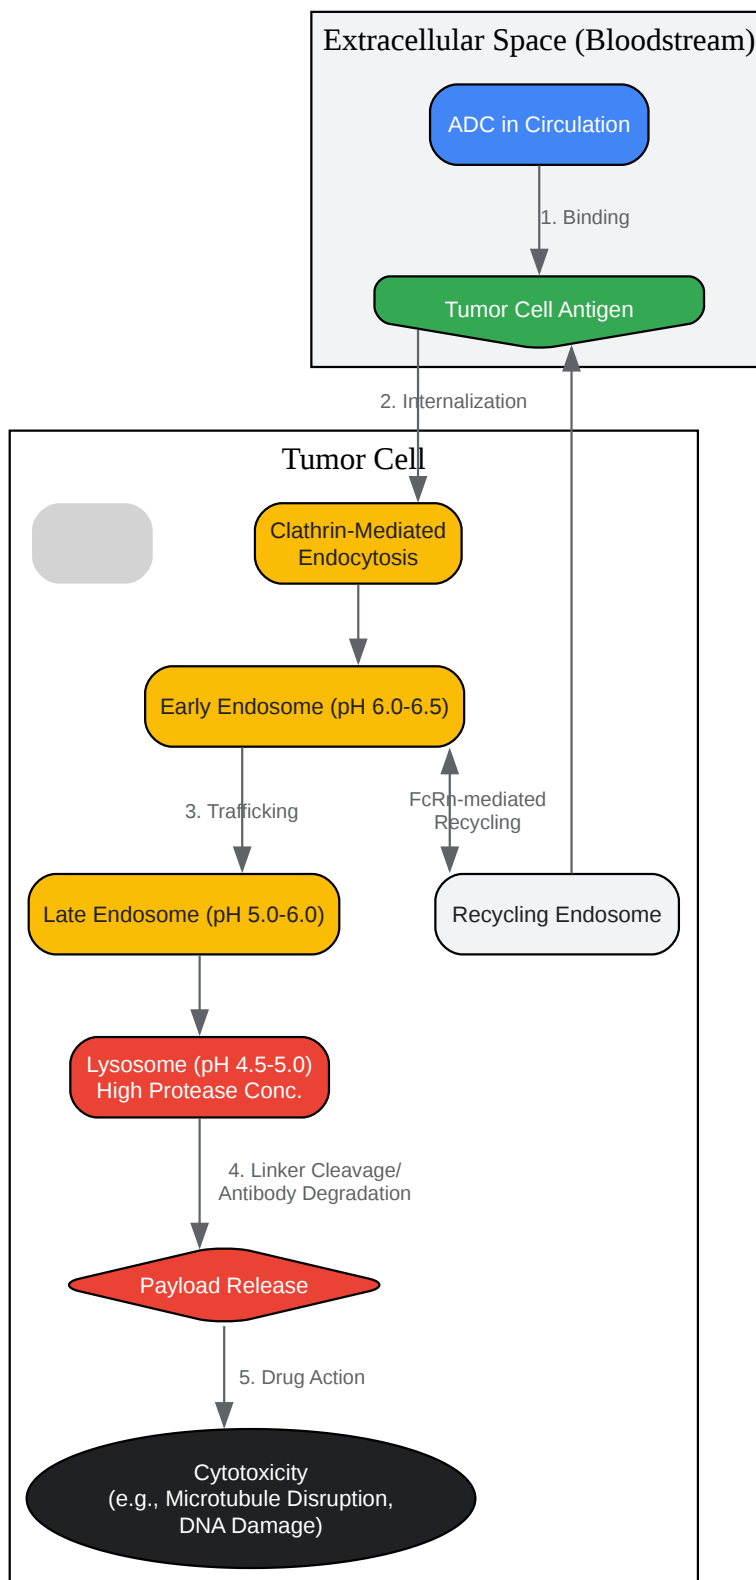 Extracellular Space (Bloodstream)
ADC in Circulation
1. Binding
Tumor Cell Antigen
2. Internalization
Tumor Cell
Clathrin-Mediated
Endocytosis
Early Endosome (pH 6.0-6.5)
3. Trafficking
FcRn-mediated
Recycling
Late Endosome (pH 5.0-6.0)
Recycling Endosome
Lysosome (pH 4.5-5.0)
High Protease Conc.
4. Linker Cleavage/
Antibody Degradation
Payload Release
5. Drug Action
Cytotoxicity
(e.g., Microtubule Disruption,
DNA Damage)